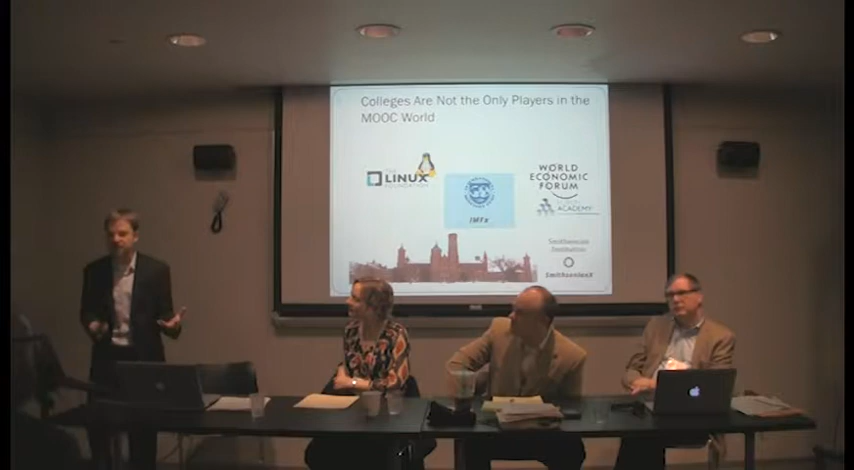 Colleges Are Not the Only Players in the
MOOC World
LINUX
FOUNDATION
IMFx
WORLD
ECONOMIC
FORUM
ACADEMY
Smithsonian
Institution
SmithsonianX